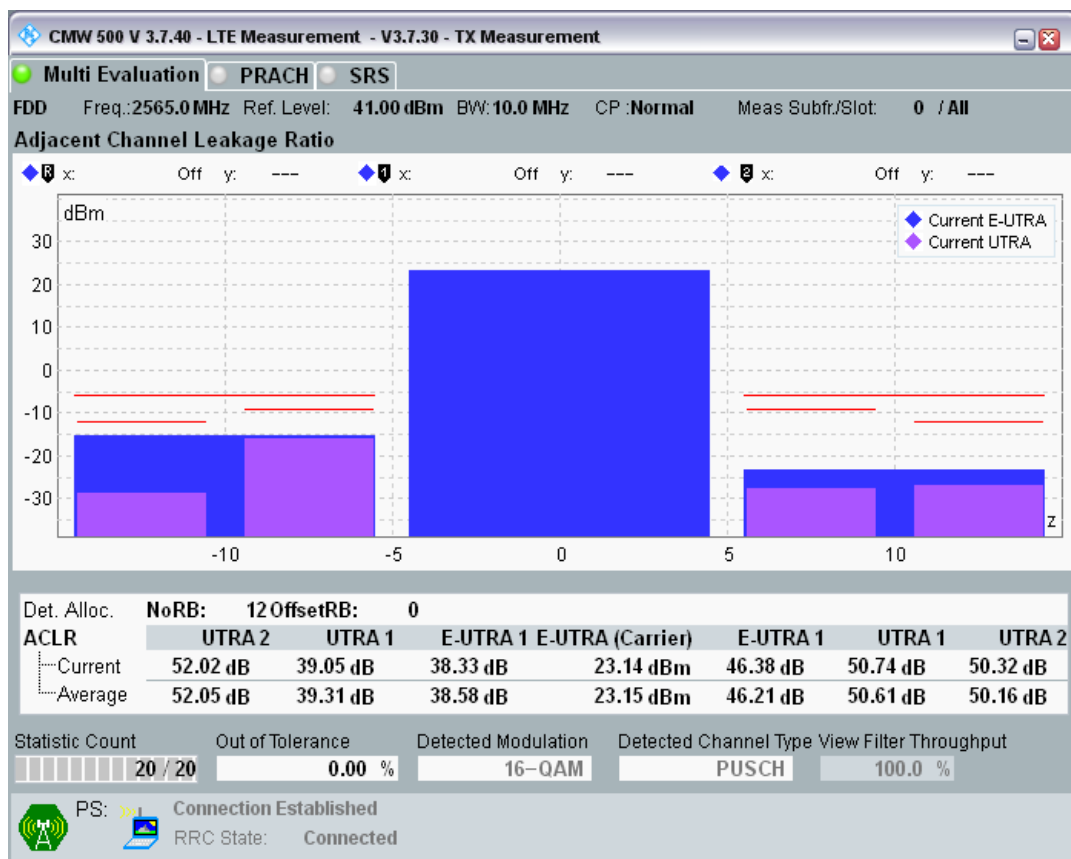 CMW 500 V 3.7.40 - LTE Measurement - V3.7.30 - TX Measurement
Multi Evaluation PRACH SRS
FDD Freq.:2565.0 MHz Ref. Level: 41.00 dBm BW: 10.0 MHz CP :Normal Meas Subfr./Slot: 0 / All
Adjacent Channel Leakage Ratio
R x: Off y: --- 1 x: Off y: --- 2 x: Off y: ---
dBm
Current E-UTRA
Current UTRA
30
20
10
0
-10
-20
-30
z
-10 -5 0 5 10
Det. Alloc. NoRB: 12 OffsetRB: 0
ACLR UTRA 2 UTRA 1 E-UTRA 1 E-UTRA (Carrier) E-UTRA 1 UTRA 1 UTRA 2
Current 52.02 dB 39.05 dB 38.33 dB 23.14 dBm 46.38 dB 50.74 dB 50.32 dB
Average 52.05 dB 39.31 dB 38.58 dB 23.15 dBm 46.21 dB 50.61 dB 50.16 dB
Statistic Count Out of Tolerance Detected Modulation Detected Channel Type View Filter Throughput
20 / 20 0.00 % 16-QAM PUSCH 100.0 %
PS: Connection Established
RRC State: Connected